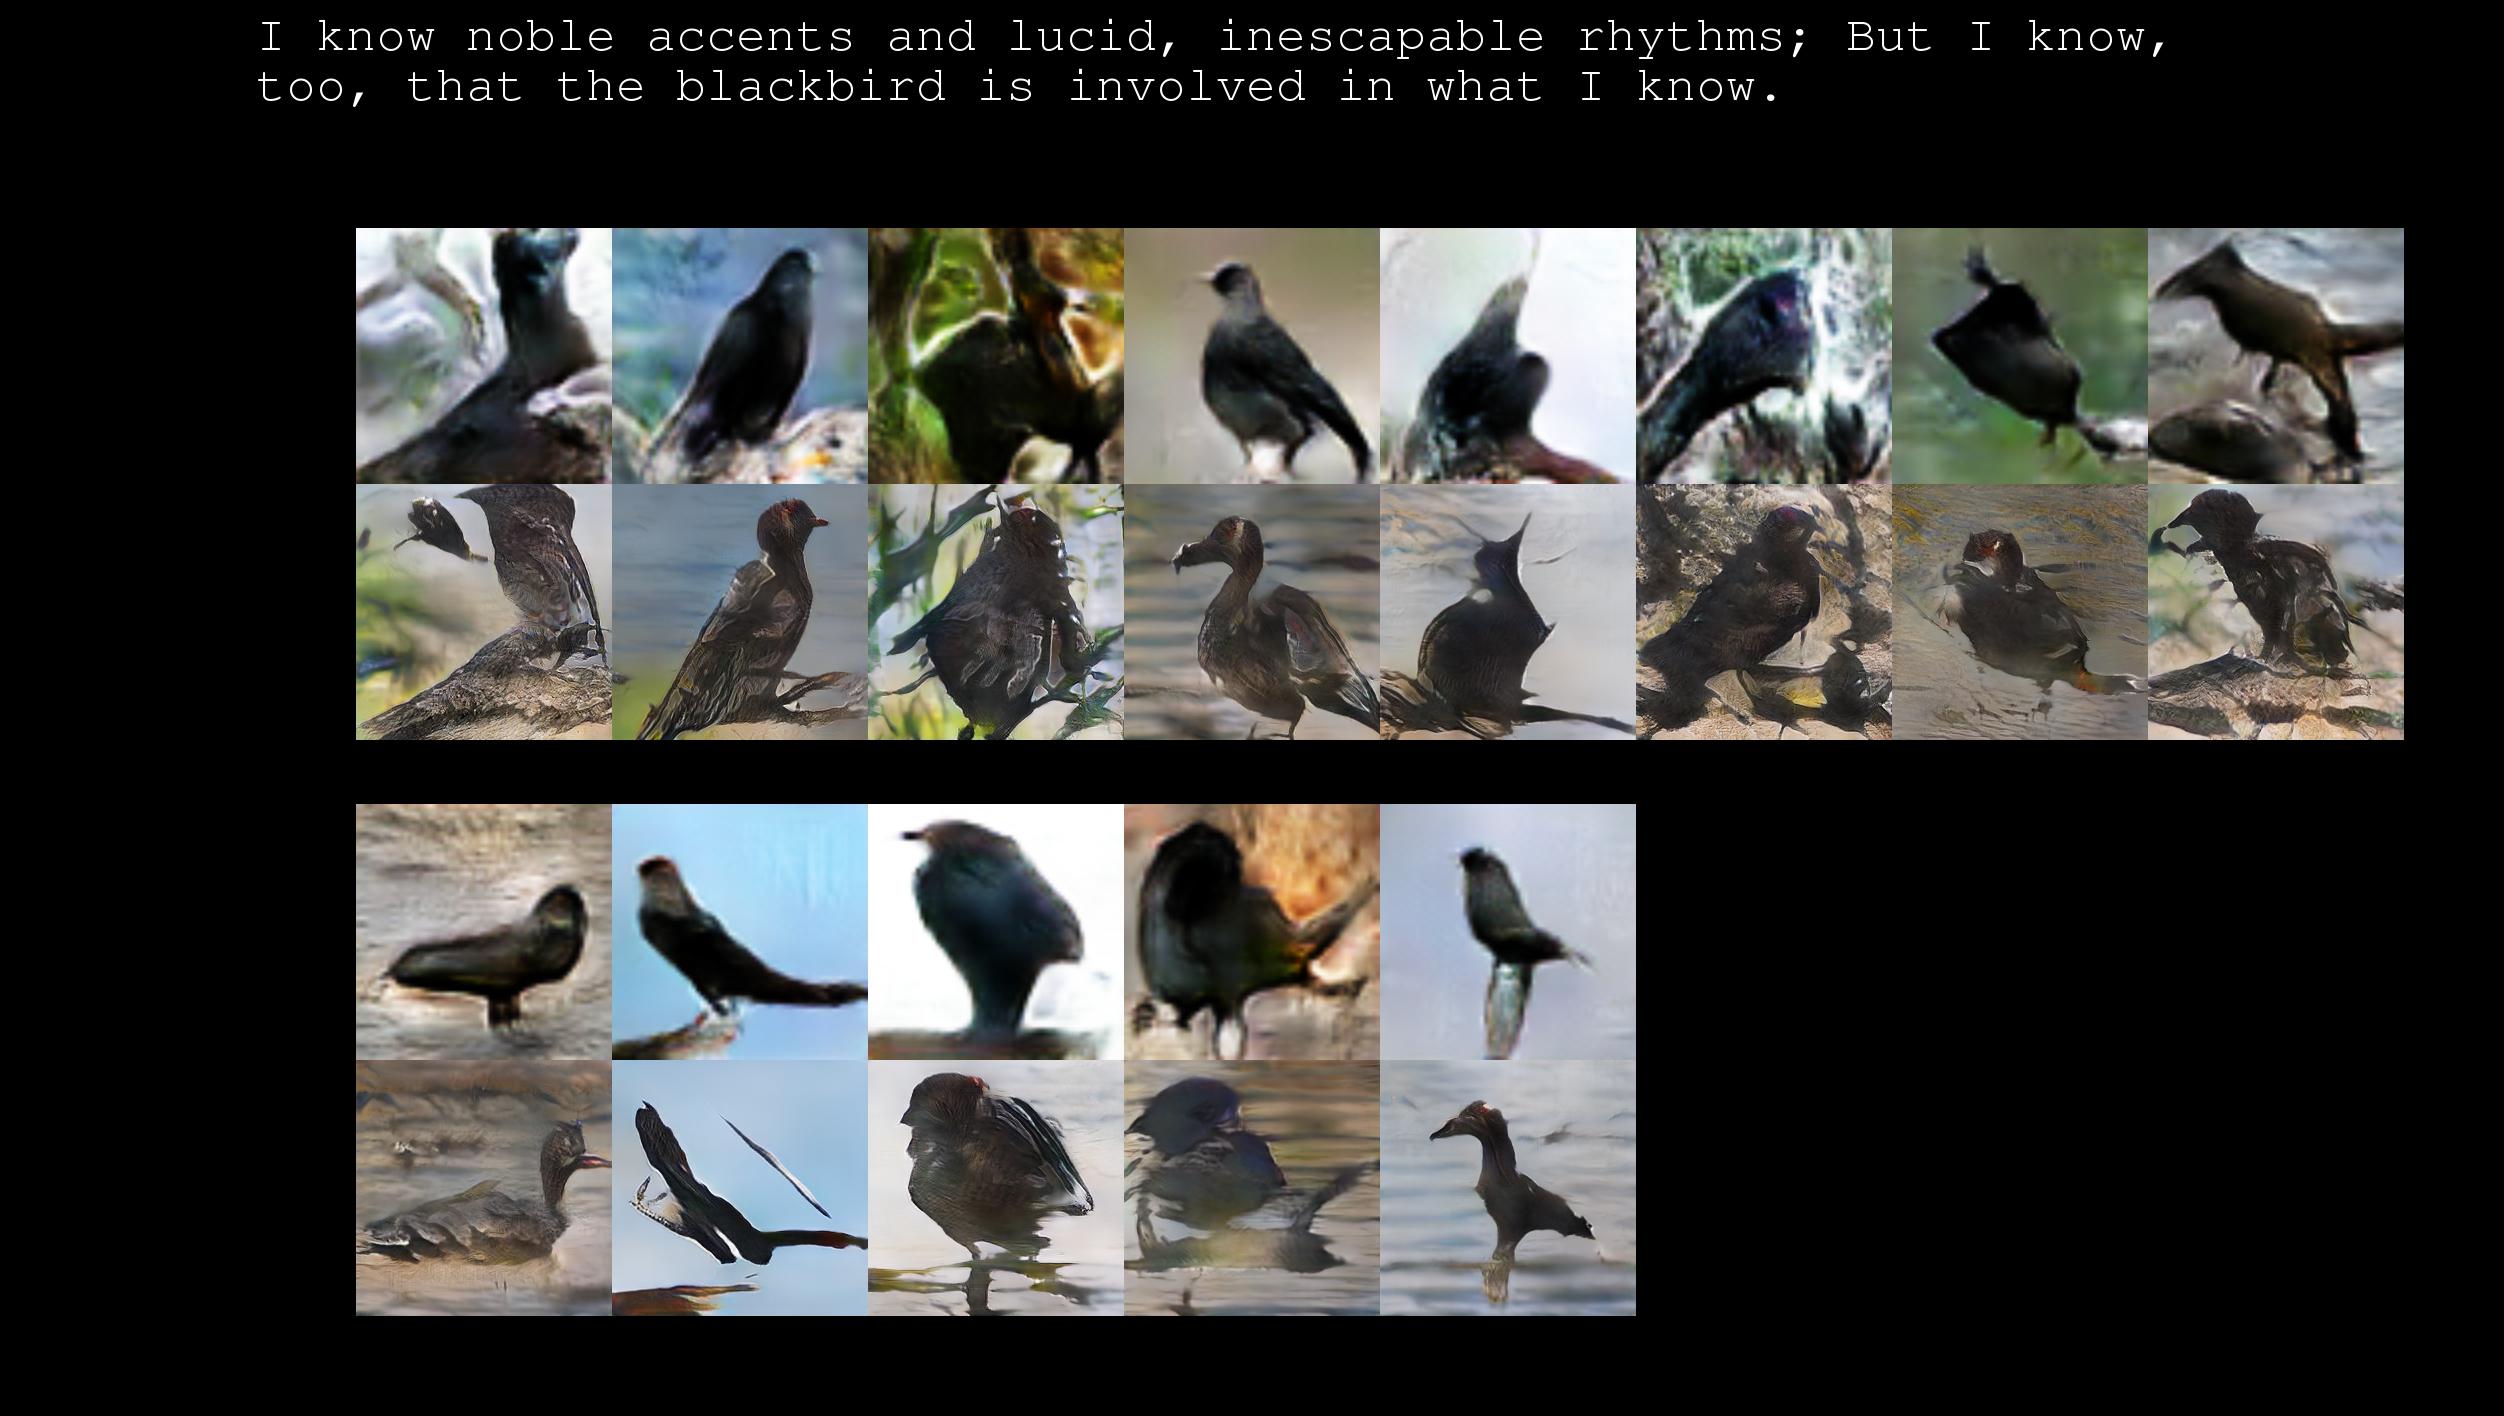 I know noble accents and lucid, inescapable rhythms; But I know,
too, that the blackbird is involved in what I know.